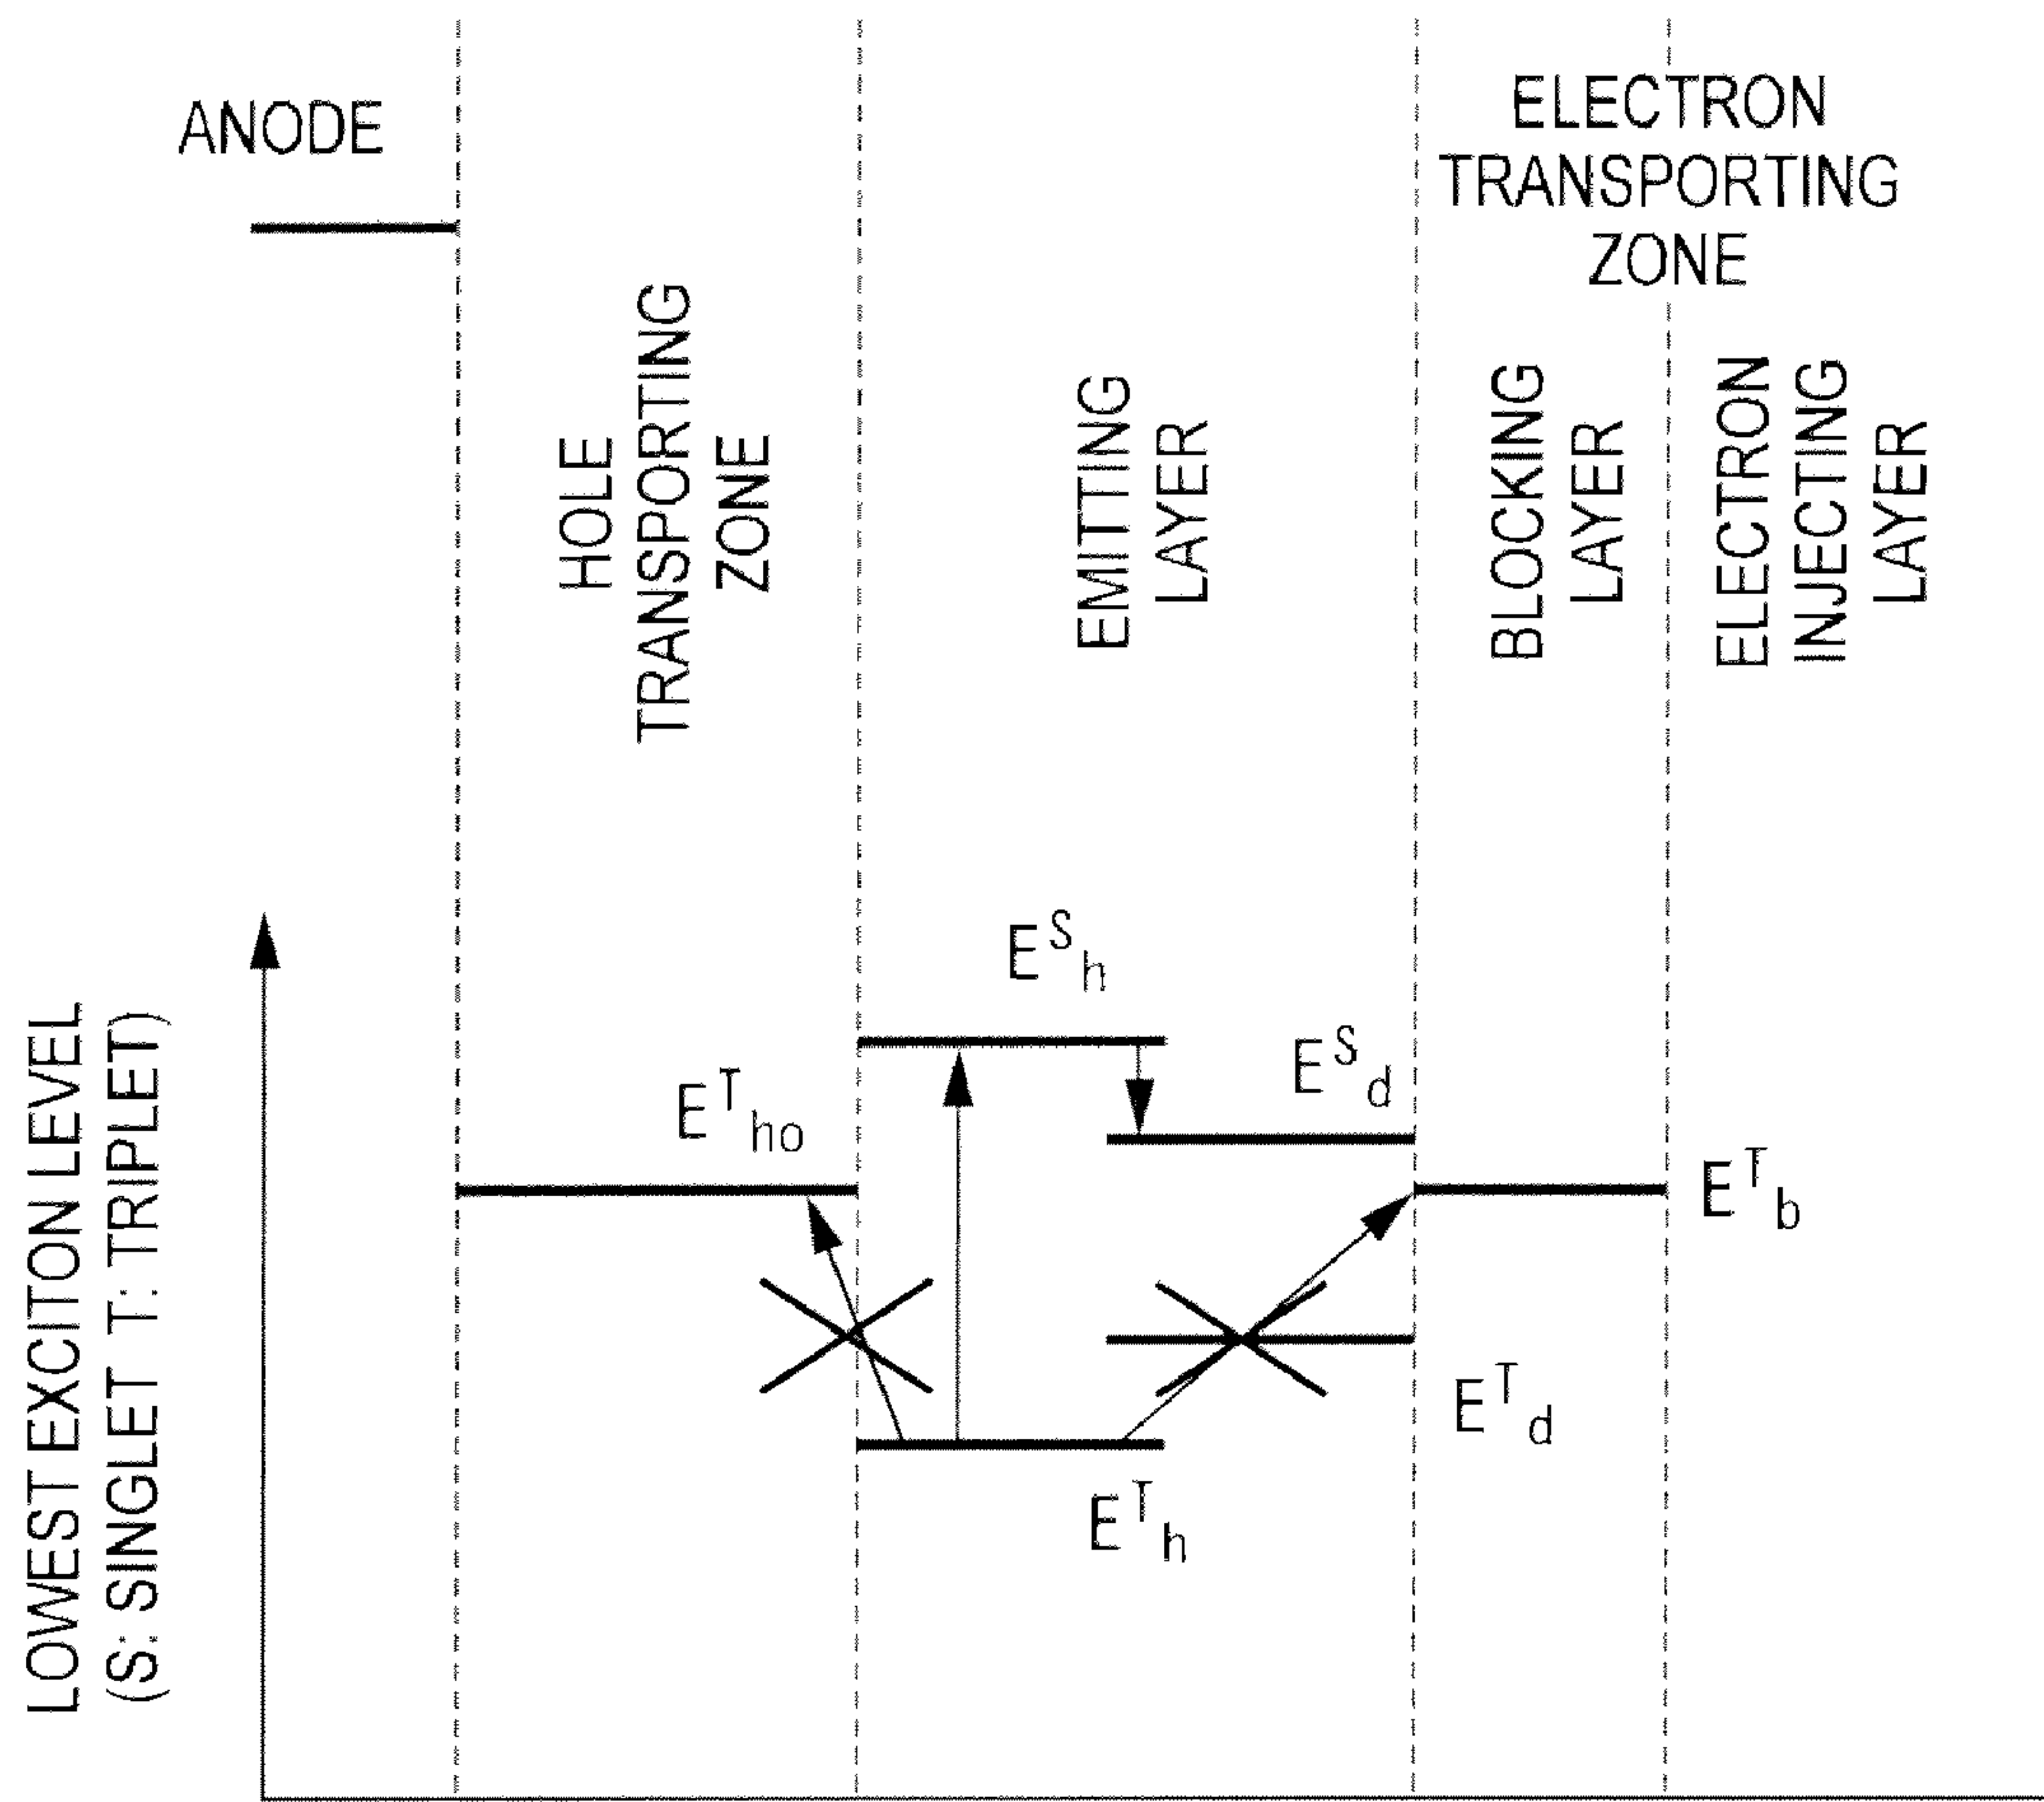 ANODE
ELECTRON
TRANSPORTING
ZONE
HOLE
TRANSPORTING
ZONE
EMITTING
LAYER
BLOCKING
LAYER
ELECTRON
INJECTING
LAYER
LOWEST EXCITON LEVEL
(S: SINGLET T: TRIPLET)
E^S_h
E^S_d
E^T_ho
E^T_b
E^T_d
E^T_h